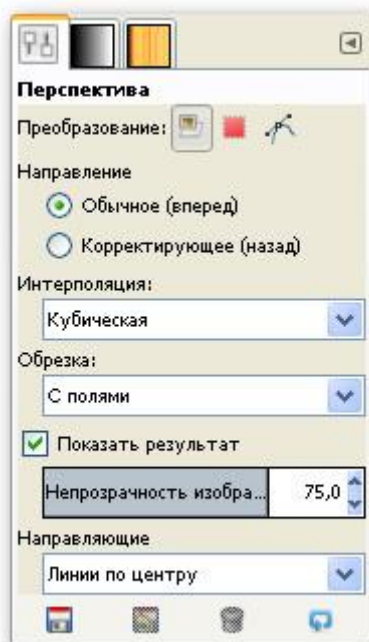 Перспектива
Преобразование:
Направление
Обычное (вперед)
Корректирующее (назад)
Интерполяция:
Кубическая
Обрезка:
С полями
Показать результат
Непрозрачность изобра... 75,0
Направляющие
Линии по центру